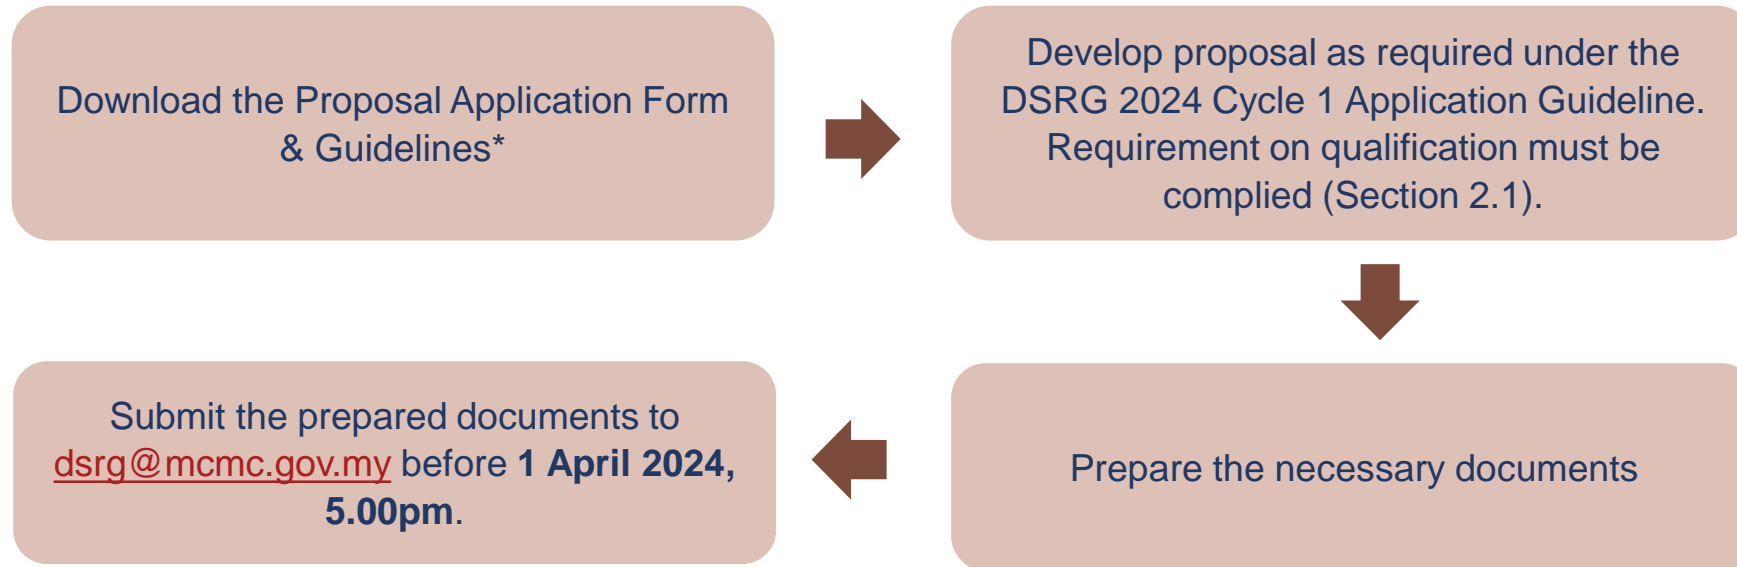 Download the Proposal Application Form
& Guidelines*
Develop proposal as required under the
DSRG 2024 Cycle 1 Application Guideline.
Requirement on qualification must be
complied (Section 2.1).
Prepare the necessary documents
Submit the prepared documents to
dsrg@mcmc.gov.my before 1 April 2024,
5.00pm.